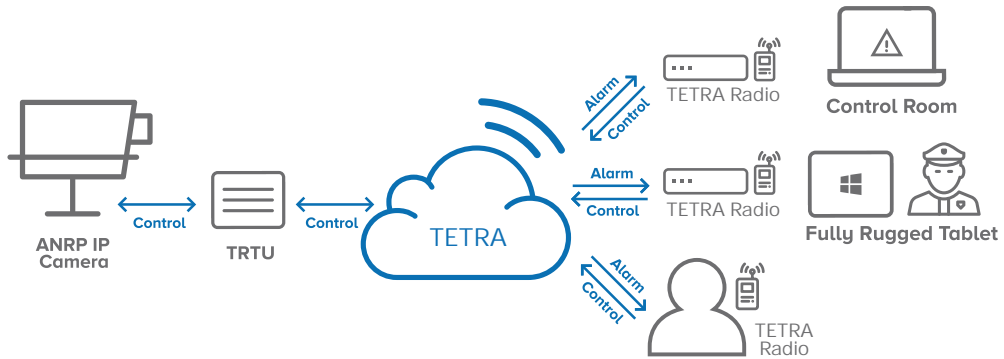 ANRP IP
Camera
Control
TRTU
Control
TETRA
Alarm
Control
TETRA Radio
Control Room
Alarm
Control
TETRA Radio
Fully Rugged Tablet
Alarm
Control
TETRA
Radio